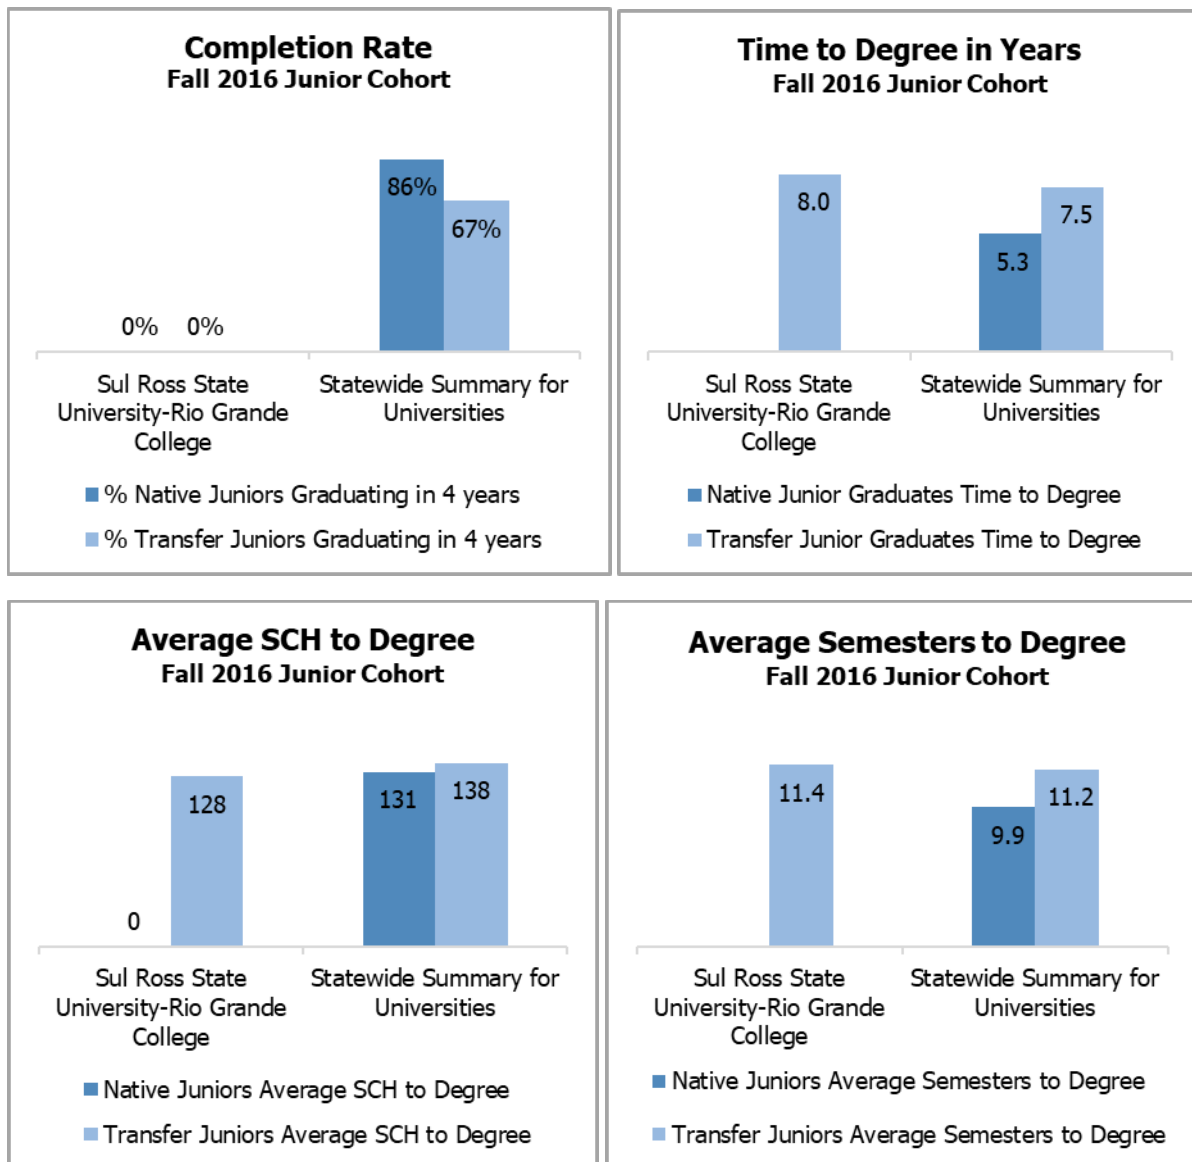 Completion Rate
Fall 2016 Junior Cohort
86%
67%
0%
0%
Sul Ross State
University-Rio Grande
College
Statewide Summary for
Universities
% Native Juniors Graduating in 4 years
% Transfer Juniors Graduating in 4 years
Time to Degree in Years
Fall 2016 Junior Cohort
8.0
5.3
7.5
Sul Ross State
University-Rio Grande
College
Statewide Summary for
Universities
Native Junior Graduates Time to Degree
Transfer Junior Graduates Time to Degree
Average SCH to Degree
Fall 2016 Junior Cohort
0
128
131
138
Sul Ross State
University-Rio Grande
College
Statewide Summary for
Universities
Native Juniors Average SCH to Degree
Transfer Juniors Average SCH to Degree
Average Semesters to Degree
Fall 2016 Junior Cohort
11.4
9.9
11.2
Sul Ross State
University-Rio Grande
College
Statewide Summary for
Universities
Native Juniors Average Semesters to Degree
Transfer Juniors Average Semesters to Degree